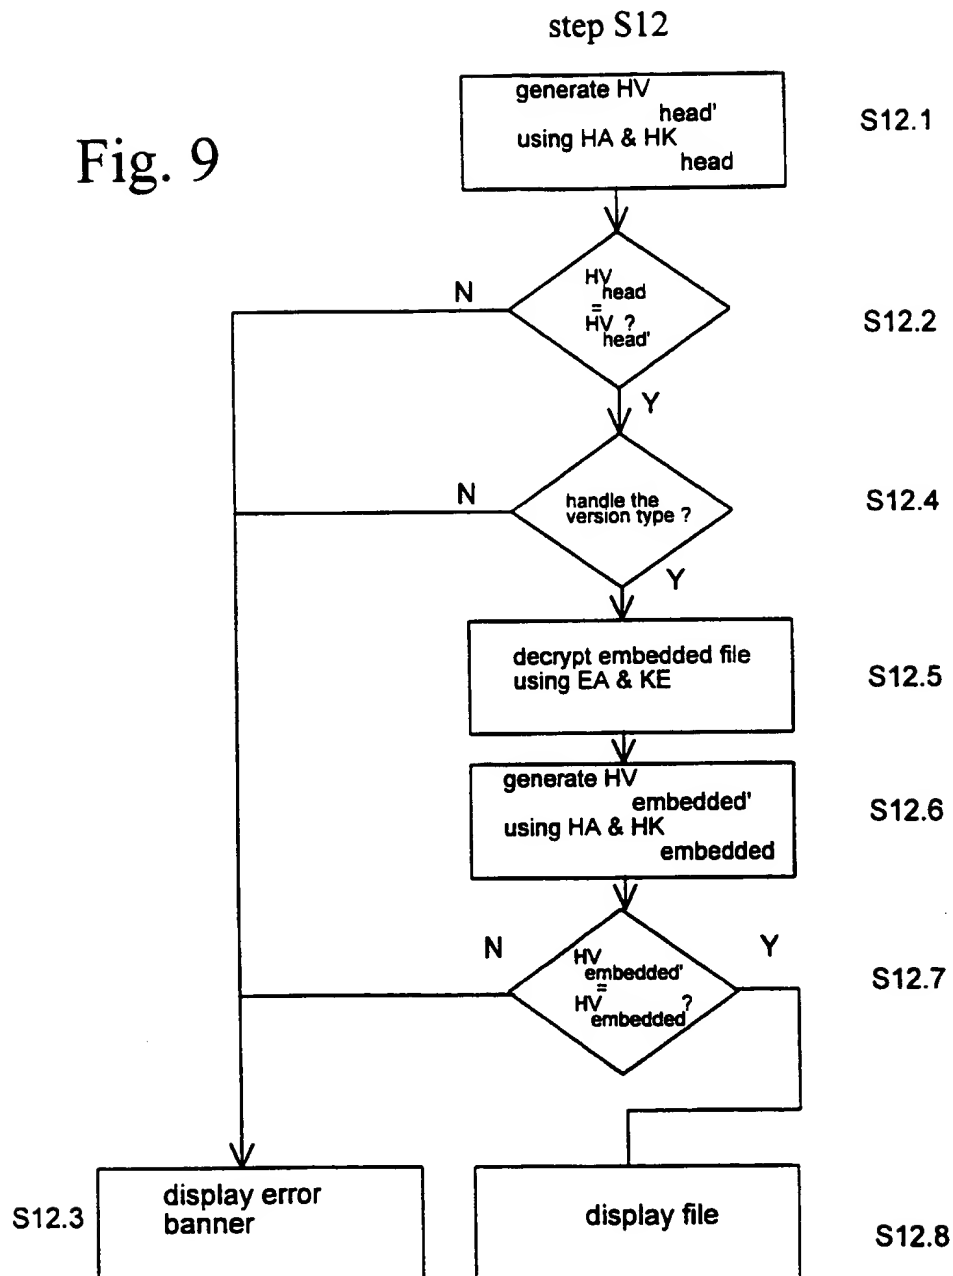 step S12
Fig. 9
generate HV
head'
using HA & HK
head
S12.1
HV
head
=
HV ?
head'
N
S12.2
Y
handle the
version type ?
N
S12.4
Y
decrypt embedded file
using EA & KE
S12.5
generate HV
embedded'
using HA & HK
embedded
S12.6
N
HV
embedded'
=
HV ?
embedded
Y
S12.7
S12.3
display error
banner
display file
S12.8